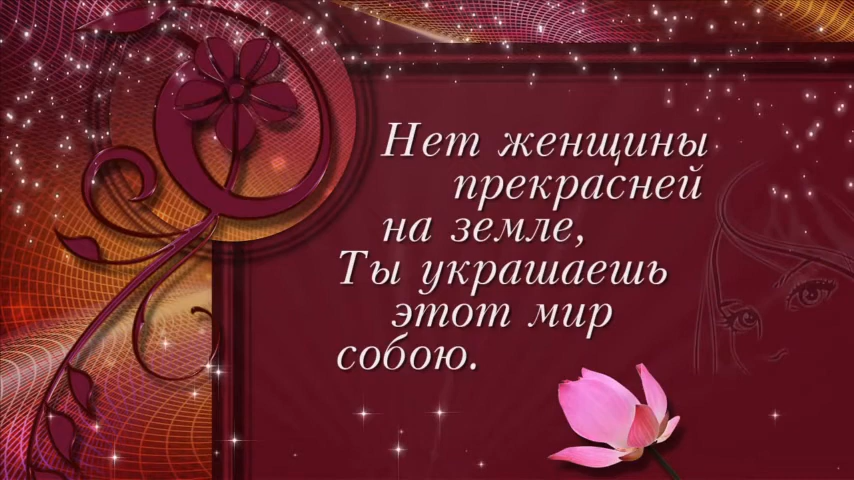 Нет женщины
прекрасней
на земле,
Ты украшаешь
этот мир
собою.